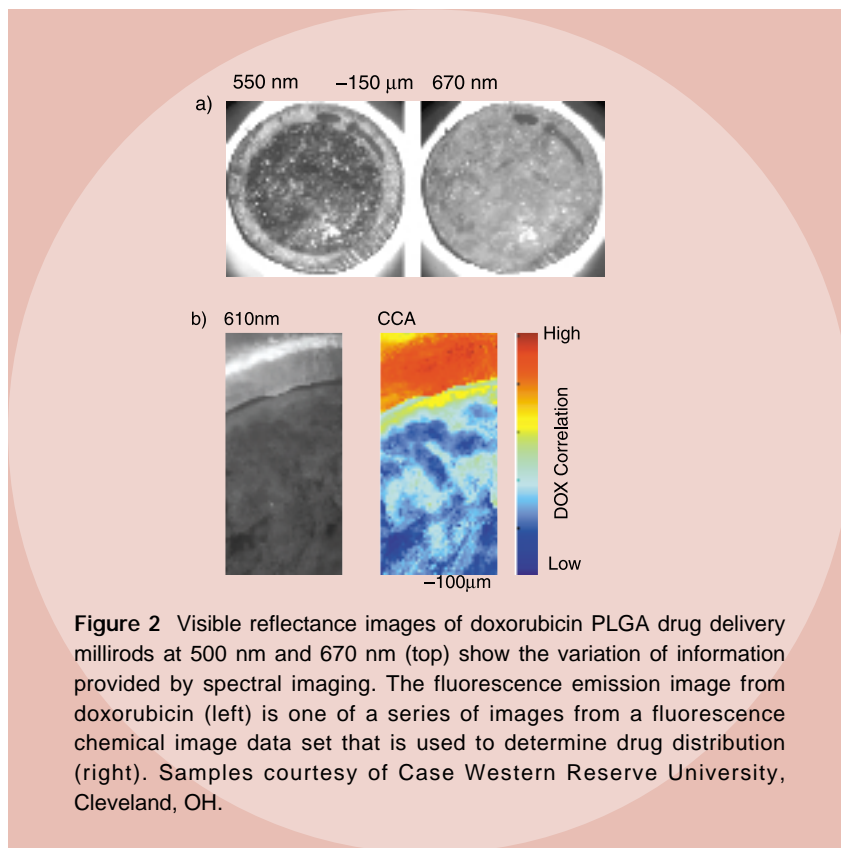 550 nm –150 μm 670 nm
a)
b) 610nm CCA
High
DOX Correlation
Low
–100μm
Figure 2 Visible reflectance images of doxorubicin PLGA drug delivery
millirods at 500 nm and 670 nm (top) show the variation of information
provided by spectral imaging. The fluorescence emission image from
doxorubicin (left) is one of a series of images from a fluorescence
chemical image data set that is used to determine drug distribution
(right). Samples courtesy of Case Western Reserve University,
Cleveland, OH.